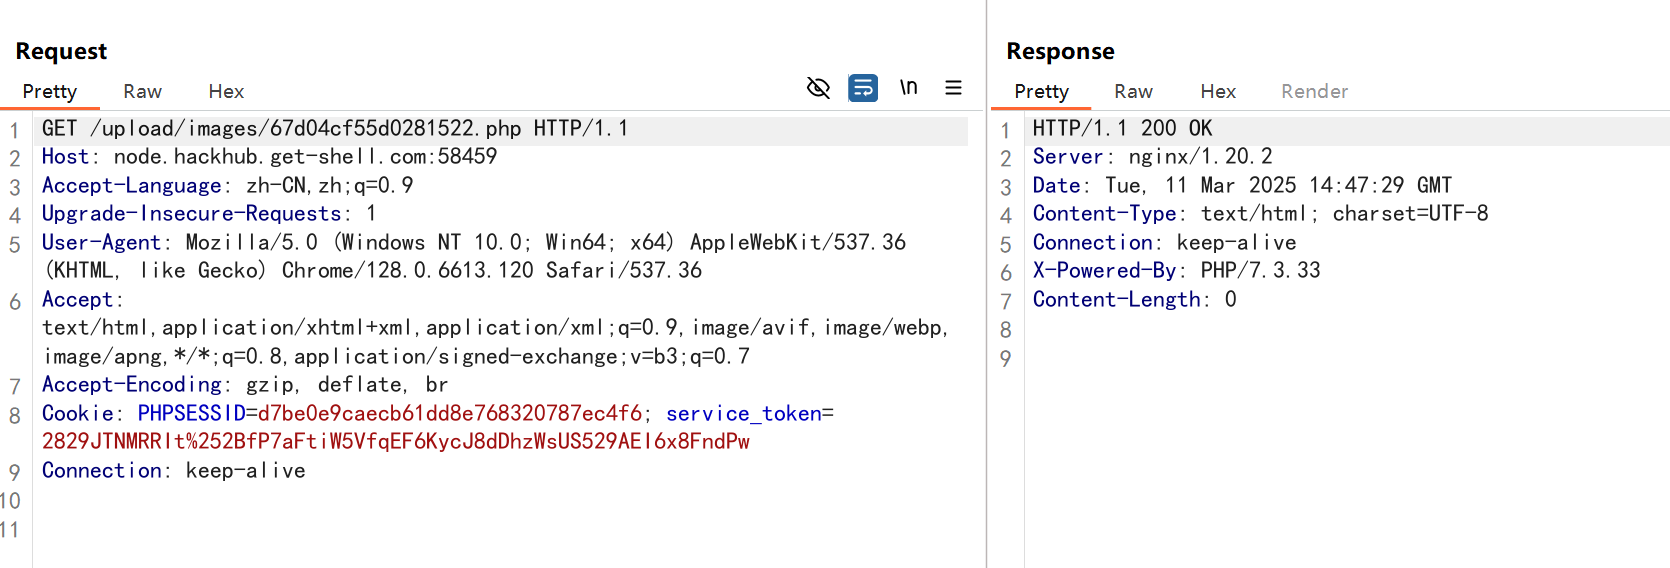 Request
Pretty Raw Hex \n
1 GET /upload/images/67d04cf55d0281522.php HTTP/1.1
2 Host: node.hackhub.get-shell.com:58459
3 Accept-Language: zh-CN,zh;q=0.9
4 Upgrade-Insecure-Requests: 1
5 User-Agent: Mozilla/5.0 (Windows NT 10.0; Win64; x64) AppleWebKit/537.36
(KHTML, like Gecko) Chrome/128.0.6613.120 Safari/537.36
6 Accept:
text/html,application/xhtml+xml,application/xml;q=0.9,image/avif,image/webp,
image/apng,*/*;q=0.8,application/signed-exchange;v=b3;q=0.7
7 Accept-Encoding: gzip, deflate, br
8 Cookie: PHPSESSID=d7be0e9caecb61dd8e768320787ec4f6; service_token=
2829JTNMRRIt%252BfP7aFtiW5VfqEF6KycJ8dDhzWsUS529AEI6x8FndPw
9 Connection: keep-alive
10
11
Response
Pretty Raw Hex Render
1 HTTP/1.1 200 OK
2 Server: nginx/1.20.2
3 Date: Tue, 11 Mar 2025 14:47:29 GMT
4 Content-Type: text/html; charset=UTF-8
5 Connection: keep-alive
6 X-Powered-By: PHP/7.3.33
7 Content-Length: 0
8
9